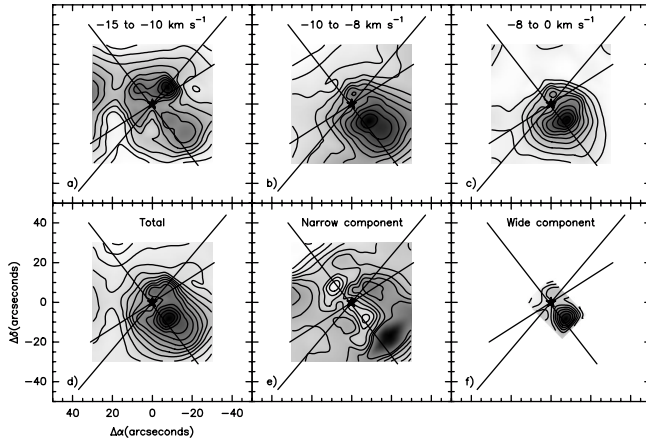 −15 to −10 km s⁻¹
−10 to −8 km s⁻¹
−8 to 0 km s⁻¹
a)
b)
c)
Total
Narrow component
Wide component
40
20
0
−20
−40
d)
e)
f)
40 20 0 −20 −40
Δδ(arcseconds)
Δα(arcseconds)